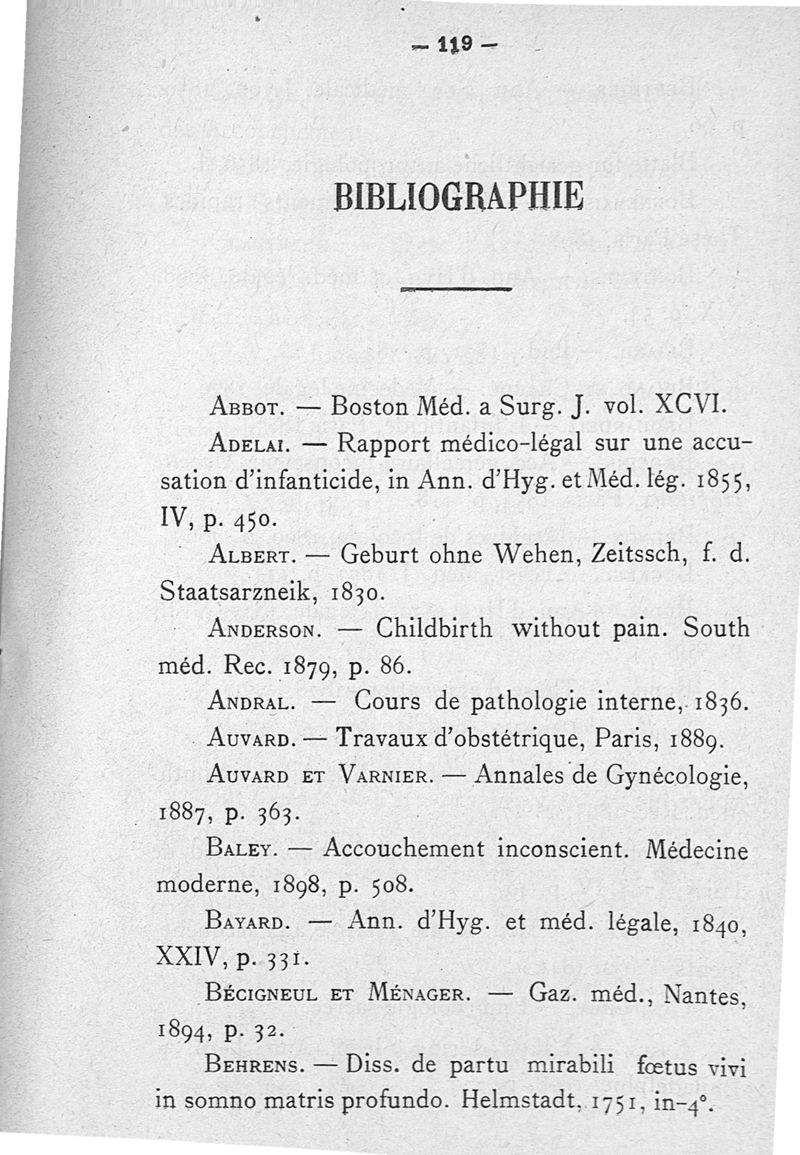 — 119 —
BIBLIOGRAPHIE
ABBOT. — Boston Méd. a Surg. J. vol. XCVI.
ADELAI. — Rapport médico-légal sur une accu-
sation d'infanticide, in Ann. d'Hyg. et Méd. lég. 1855,
IV, p. 450.
ALBERT. — Geburt ohne Wehen, Zeitssch, f. d.
Staatsarzneik, 1830.
ANDERSON. — Childbirth without pain. South
méd. Rec. 1879, p. 86.
ANDRAL. — Cours de pathologie interne, 1836.
AUVARD. — Travaux d'obstétrique, Paris, 1889.
AUVARD ET VARNIER. — Annales de Gynécologie,
1887, p. 363.
BALEY. — Accouchement inconscient. Médecine
moderne, 1898, p. 508.
BAYARD. — Ann. d'Hyg. et méd. légale, 1840,
XXIV, p. 331.
BÉCIGNEUL ET MÉNAGER. — Gaz. méd., Nantes,
1894, p. 32.
BEHRENS. — Diss. de partu mirabili fœtus vivi
in somno matris profundo. Helmstadt, 1751, in-4°.